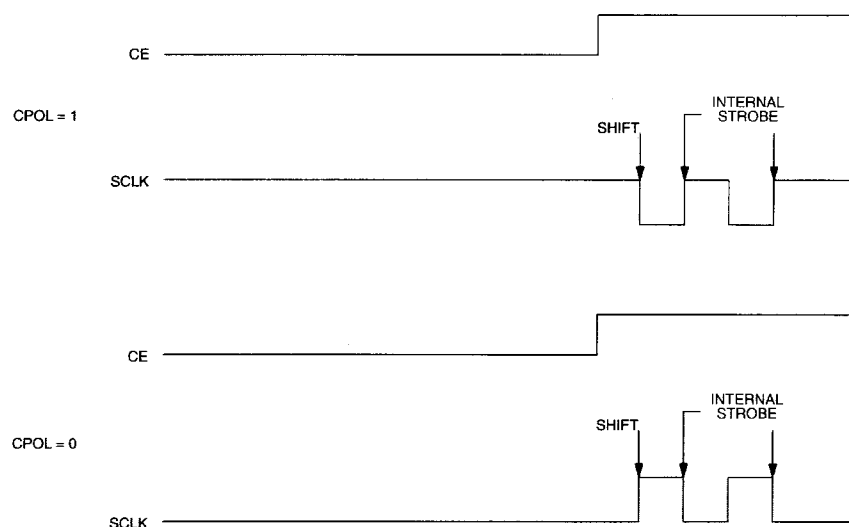 CE
CPOL = 1
INTERNAL
STROBE
SHIFT
SCLK
CE
INTERNAL
STROBE
SHIFT
CPOL = 0
SCLK